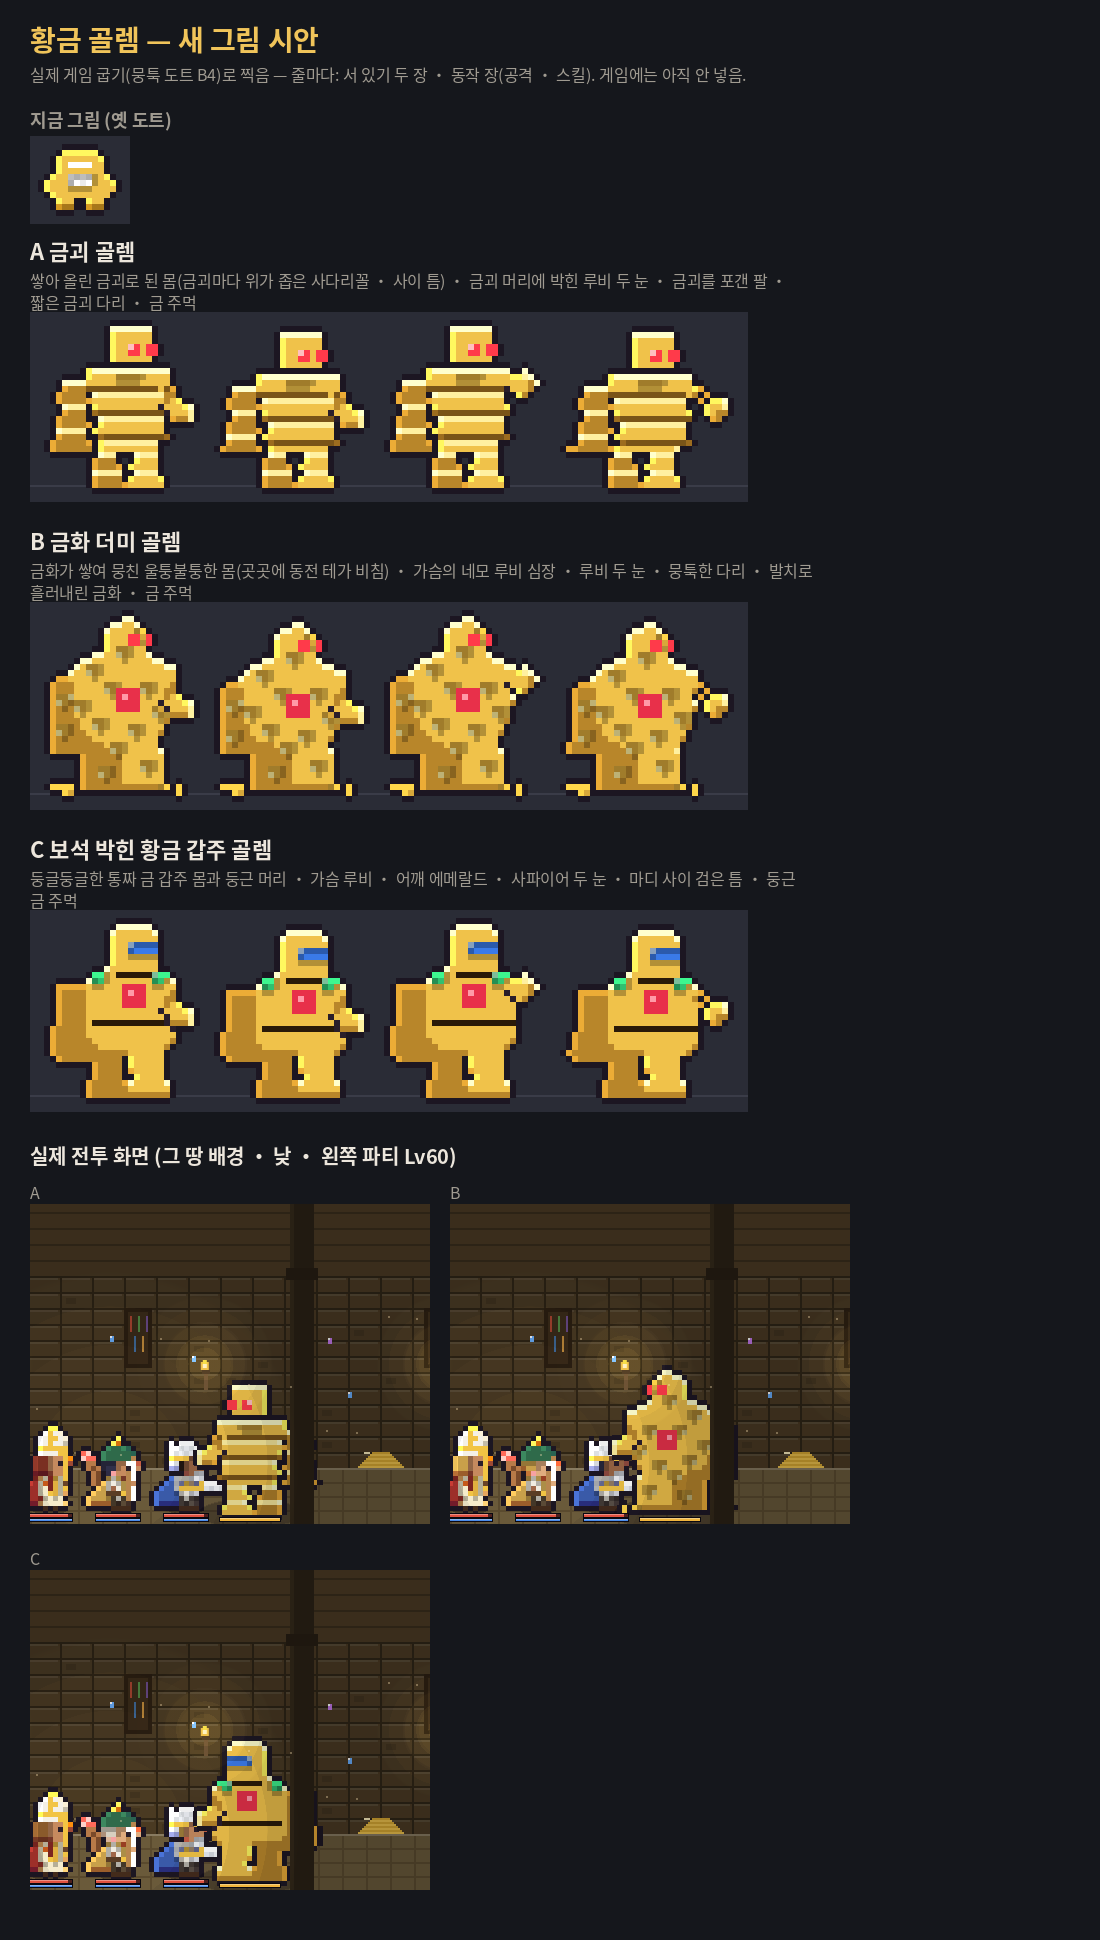 황금 골렘 — 새 그림 시안
실제 게임 굽기(뭉툭 도트 B4)로 찍음 — 줄마다: 서 있기 두 장 · 동작 장(공격 · 스킬). 게임에는 아직 안 넣음.
지금 그림 (옛 도트)
A 금괴 골렘
쌓아 올린 금괴로 된 몸(금괴마다 위가 좁은 사다리꼴 · 사이 틈) · 금괴 머리에 박힌 루비 두 눈 · 금괴를 포갠 팔 ·
짧은 금괴 다리 · 금 주먹
B 금화 더미 골렘
금화가 쌓여 뭉친 울퉁불퉁한 몸(곳곳에 동전 테가 비침) · 가슴의 네모 루비 심장 · 루비 두 눈 · 뭉툭한 다리 · 발치로
흘러내린 금화 · 금 주먹
C 보석 박힌 황금 갑주 골렘
둥글둥글한 통짜 금 갑주 몸과 둥근 머리 · 가슴 루비 · 어깨 에메랄드 · 사파이어 두 눈 · 마디 사이 검은 틈 · 둥근
금 주먹
실제 전투 화면 (그 땅 배경 · 낮 · 왼쪽 파티 Lv60)
A
B
C